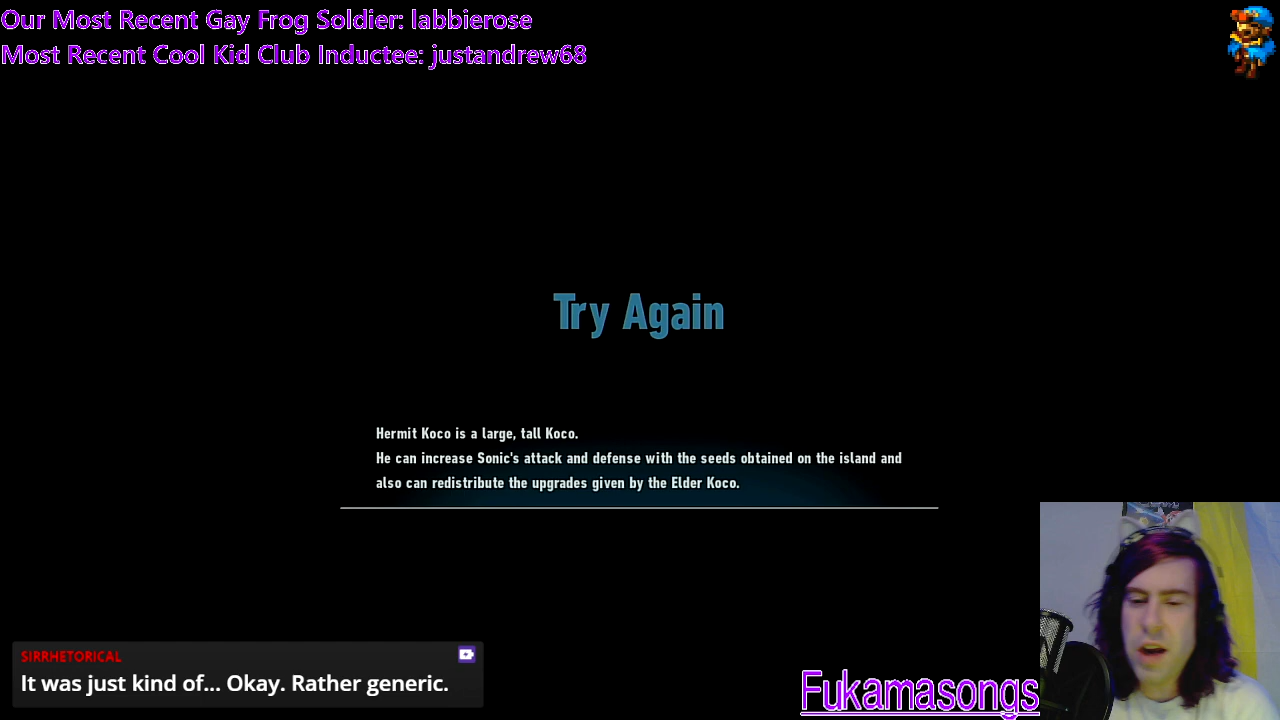 Our Most Recent Gay Frog Soldier: labbierose
Most Recent Cool Kid Club Inductee: justandrew68
Try Again
Hermit Koco is a large, tall Koco.
He can increase Sonic's attack and defense with the seeds obtained on the island and
also can redistribute the upgrades given by the Elder Koco.
SIRRHETORICAL
It was just kind of... Okay. Rather generic.
Fukamasongs